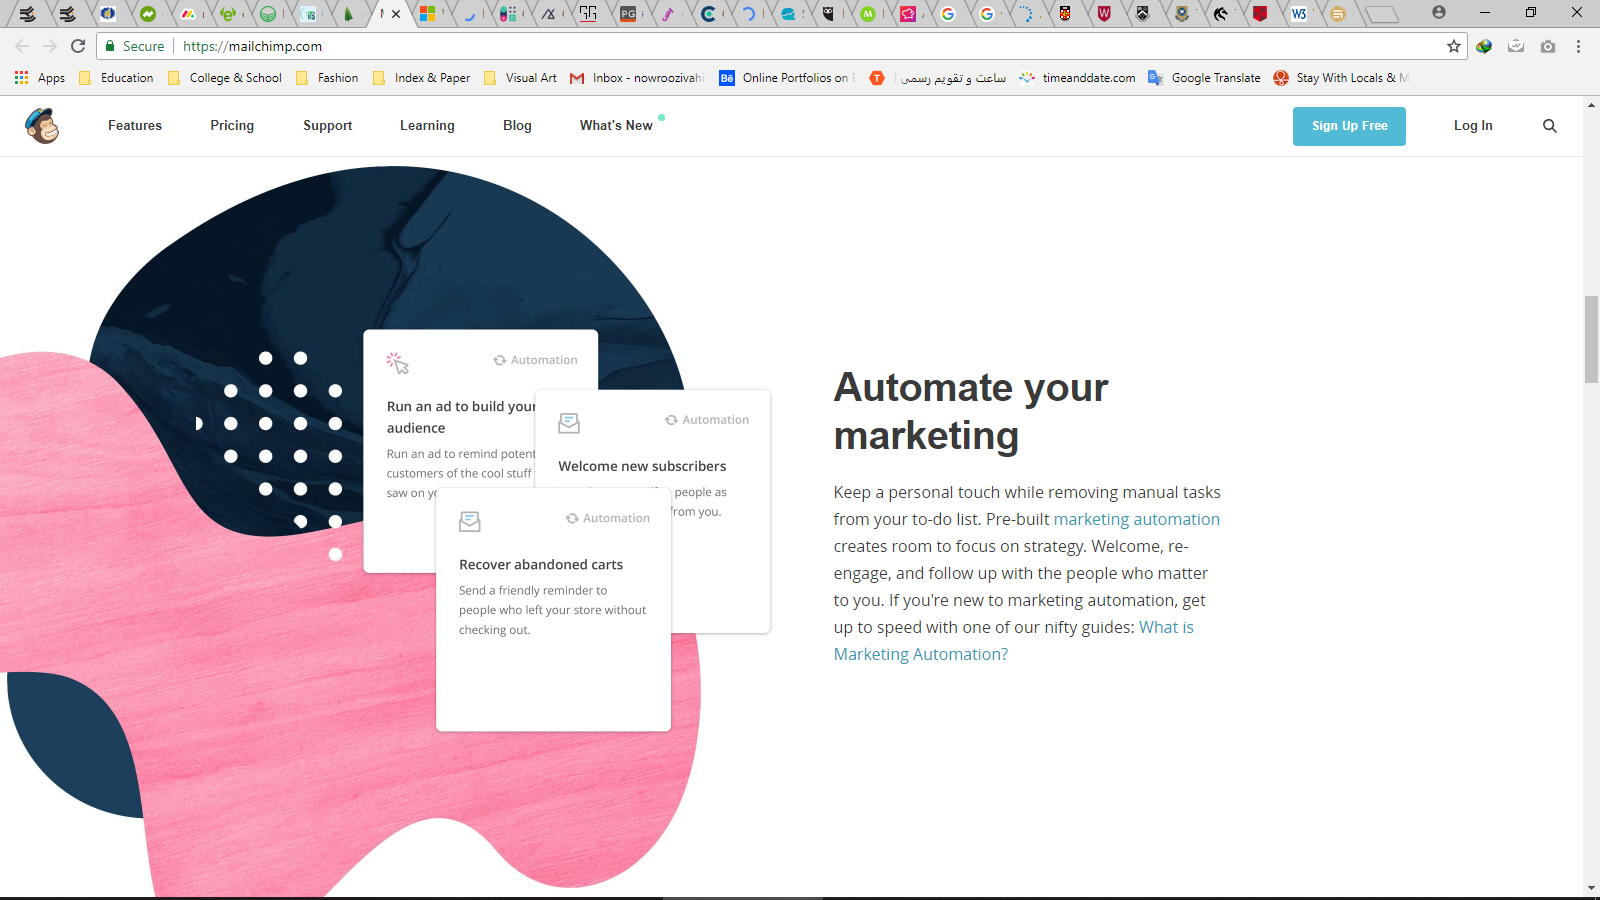 Secure
https://mailchimp.com
Apps
Education
College & School
Fashion
Index & Paper
Visual Art
Inbox - nowroozivahi
Online Portfolios on
ساعت و تقویم رسمی
timeanddate.com
Google Translate
Stay With Locals & M
Features
Pricing
Support
Learning
Blog
What's New
Sign Up Free
Log In
Automation
Run an ad to build your
audience
Run an ad to remind potent
customers of the cool stuff
saw on yo
Automation
Welcome new subscribers
people as
from you.
Automation
Recover abandoned carts
Send a friendly reminder to
people who left your store without
checking out.
Automate your
marketing
Keep a personal touch while removing manual tasks
from your to-do list. Pre-built marketing automation
creates room to focus on strategy. Welcome, re-
engage, and follow up with the people who matter
to you. If you're new to marketing automation, get
up to speed with one of our nifty guides: What is
Marketing Automation?